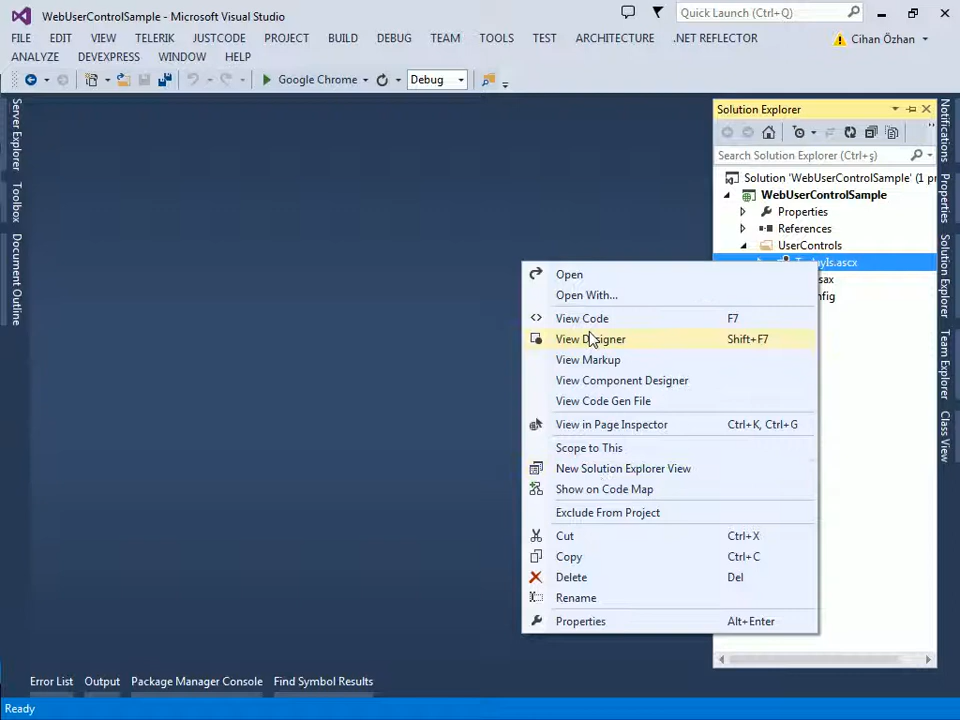 WebUserControlSample - Microsoft Visual Studio
Quick Launch (Ctrl+Q)
FILE EDIT VIEW TELERIK JUSTCODE PROJECT BUILD DEBUG TEAM TOOLS TEST ARCHITECTURE .NET REFLECTOR
Cihan Özhan
ANALYZE DEVEXPRESS WINDOW HELP
Google Chrome
Debug
Server Explorer
Toolbox
Document Outline
Solution Explorer
Search Solution Explorer (Ctrl+ş)
Solution 'WebUserControlSample' (1 pr
WebUserControlSample
Properties
References
UserControls
.ascx
sax
fig
Open
Open With...
View Code F7
View Designer Shift+F7
View Markup
View Component Designer
View Code Gen File
View in Page Inspector Ctrl+K, Ctrl+G
Scope to This
New Solution Explorer View
Show on Code Map
Exclude From Project
Cut Ctrl+X
Copy Ctrl+C
Delete Del
Rename
Properties Alt+Enter
Notifications
Properties
Solution Explorer
Team Explorer
Class View
Error List Output Package Manager Console Find Symbol Results
Ready